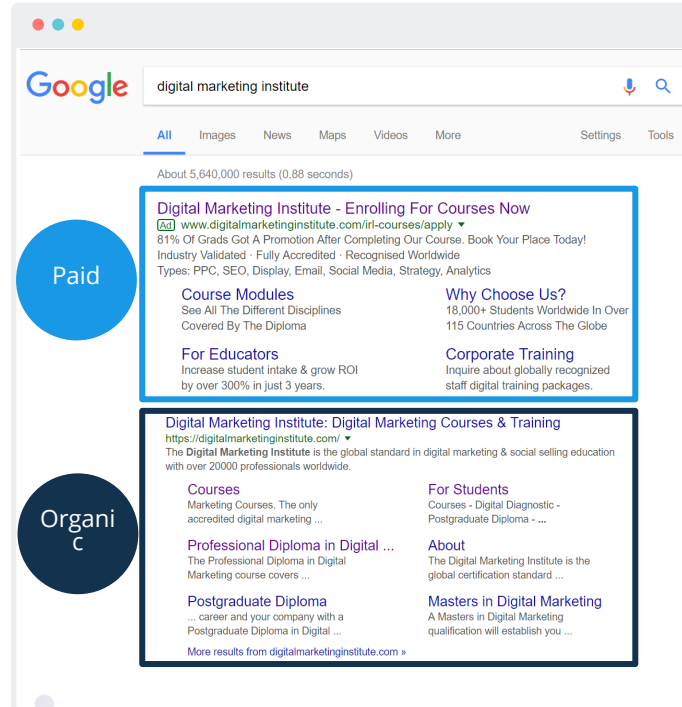 Google
digital marketing institute
All Images News Maps Videos More Settings Tools
About 5,640,000 results (0.88 seconds)
Paid
Digital Marketing Institute - Enrolling For Courses Now
Ad www.digitalmarketinginstitute.com/irl-courses/apply
81% Of Grads Got A Promotion After Completing Our Course. Book Your Place Today!
Industry Validated · Fully Accredited · Recognised Worldwide
Types: PPC, SEO, Display, Email, Social Media, Strategy, Analytics
Course Modules
See All The Different Disciplines
Covered By The Diploma
Why Choose Us?
18,000+ Students Worldwide In Over
115 Countries Across The Globe
For Educators
Increase student intake & grow ROI
by over 300% in just 3 years.
Corporate Training
Inquire about globally recognized
staff digital training packages.
Organi
c
Digital Marketing Institute: Digital Marketing Courses & Training
https://digitalmarketinginstitute.com/
The Digital Marketing Institute is the global standard in digital marketing & social selling education
with over 20000 professionals worldwide.
Courses
Marketing Courses. The only
accredited digital marketing ...
For Students
Courses - Digital Diagnostic -
Postgraduate Diploma - ...
Professional Diploma in Digital ...
The Professional Diploma in Digital
Marketing course covers ...
About
The Digital Marketing Institute is the
global certification standard ...
Postgraduate Diploma
... career and your company with a
Postgraduate Diploma in Digital ...
Masters in Digital Marketing
A Masters in Digital Marketing
qualification will establish you ...
More results from digitalmarketinginstitute.com »